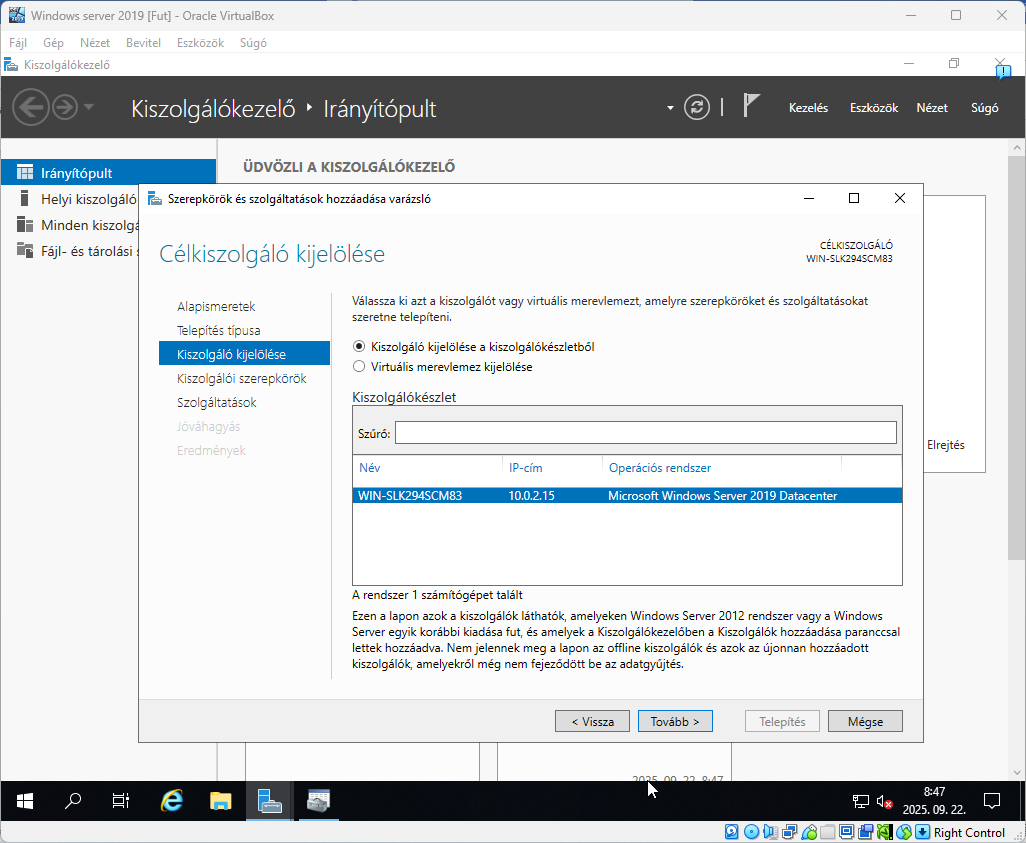 Windows server 2019 [Fut] - Oracle VirtualBox
Fájl Gép Nézet Bevitel Eszközök Súgó
Kiszolgálókezelő
Kiszolgálókezelő Irányítópult
Kezelés Eszközök Nézet Súgó
Irányítópult
Helyi kiszolgáló
Minden kiszolgá
Fájl- és tárolási
ÜDVÖZLI A KISZOLGÁLÓKEZELŐ
Szerepkörök és szolgáltatások hozzáadása varázsló
Célkiszolgáló kijelölése
CÉLKISZOLGÁLÓ
WIN-SLK294SCM83
Alapismeretek
Telepítés típusa
Kiszolgáló kijelölése
Kiszolgálói szerepkörök
Szolgáltatások
Jóváhagyás
Eredmények
Válassza ki azt a kiszolgálót vagy virtuális merevlemezt, amelyre szerepköröket és szolgáltatásokat
szeretne telepíteni.
Kiszolgáló kijelölése a kiszolgálókészletből
Virtuális merevlemez kijelölése
Kiszolgálókészlet
Szűrő:
Név IP-cím Operációs rendszer
WIN-SLK294SCM83 10.0.2.15 Microsoft Windows Server 2019 Datacenter
A rendszer 1 számítógépet talált
Ezen a lapon azok a kiszolgálók láthatók, amelyeken Windows Server 2012 rendszer vagy a Windows
Server egyik korábbi kiadása fut, és amelyek a Kiszolgálókezelőben a Kiszolgálók hozzáadása paranccsal
lettek hozzáadva. Nem jelennek meg a lapon az offline kiszolgálók és azok az újonnan hozzáadott
kiszolgálók, amelyekről még nem fejeződött be az adatgyűjtés.
< Vissza Tovább > Telepítés Mégse
Elrejtés
2025. 09. 22. 8:47
8:47
2025. 09. 22.
Right Control